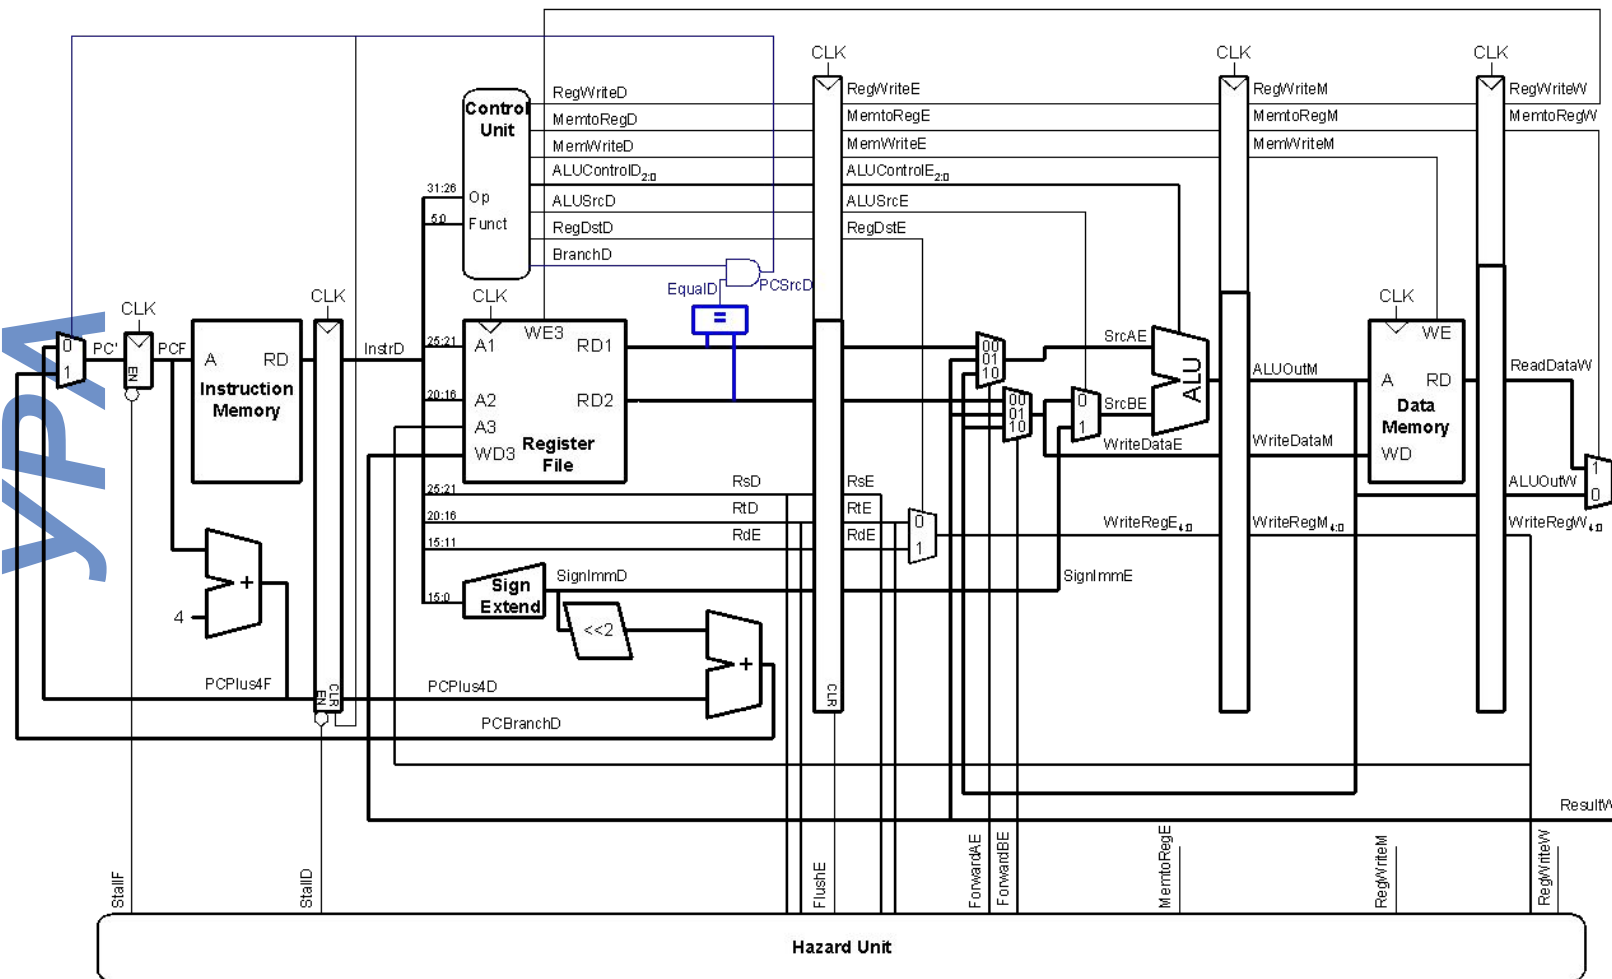 CLK
CLK
CLK
RegWriteD
RegWriteE
RegWriteM
RegWriteW
Control
Unit
MemtoRegD
MemtoRegE
MemtoRegM
MemtoRegW
MemWriteD
MemWriteE
MemWriteM
ALUControlD2:0
ALUControlE2:0
31:26
Op
ALUSrcD
ALUSrcE
5:0
Funct
RegDstD
RegDstE
BranchD
EqualD
PCSrcD
=
CLK
CLK
CLK
CLK
WE3
WE
0
1
PC'
EN
PCF
A
RD
Instruction
Memory
InstrD
25:21
A1
RD1
00
01
10
SrcAE
ALU
ALUOutM
A
RD
Data
Memory
WD
ReadDataW
20:16
A2
RD2
00
01
10
0
1
SrcBE
A3
WD3
Register
File
WriteDataE
WriteDataM
1
0
ALUOutW
25:21
RsD
RsE
20:16
RtD
RtE
0
1
15:11
RdE
RdE
WriteRegE4:0
WriteRegM4:0
WriteRegW4:0
SignImmD
SignImmE
Sign
Extend
15:0
+
4
<<2
+
PCPlus4F
EN
CLR
PCPlus4D
CLR
PCBranchD
ResultW
StallF
StallD
FlushE
ForwardAE
ForwardBE
MemtoRegE
RegWriteM
RegWriteW
Hazard Unit